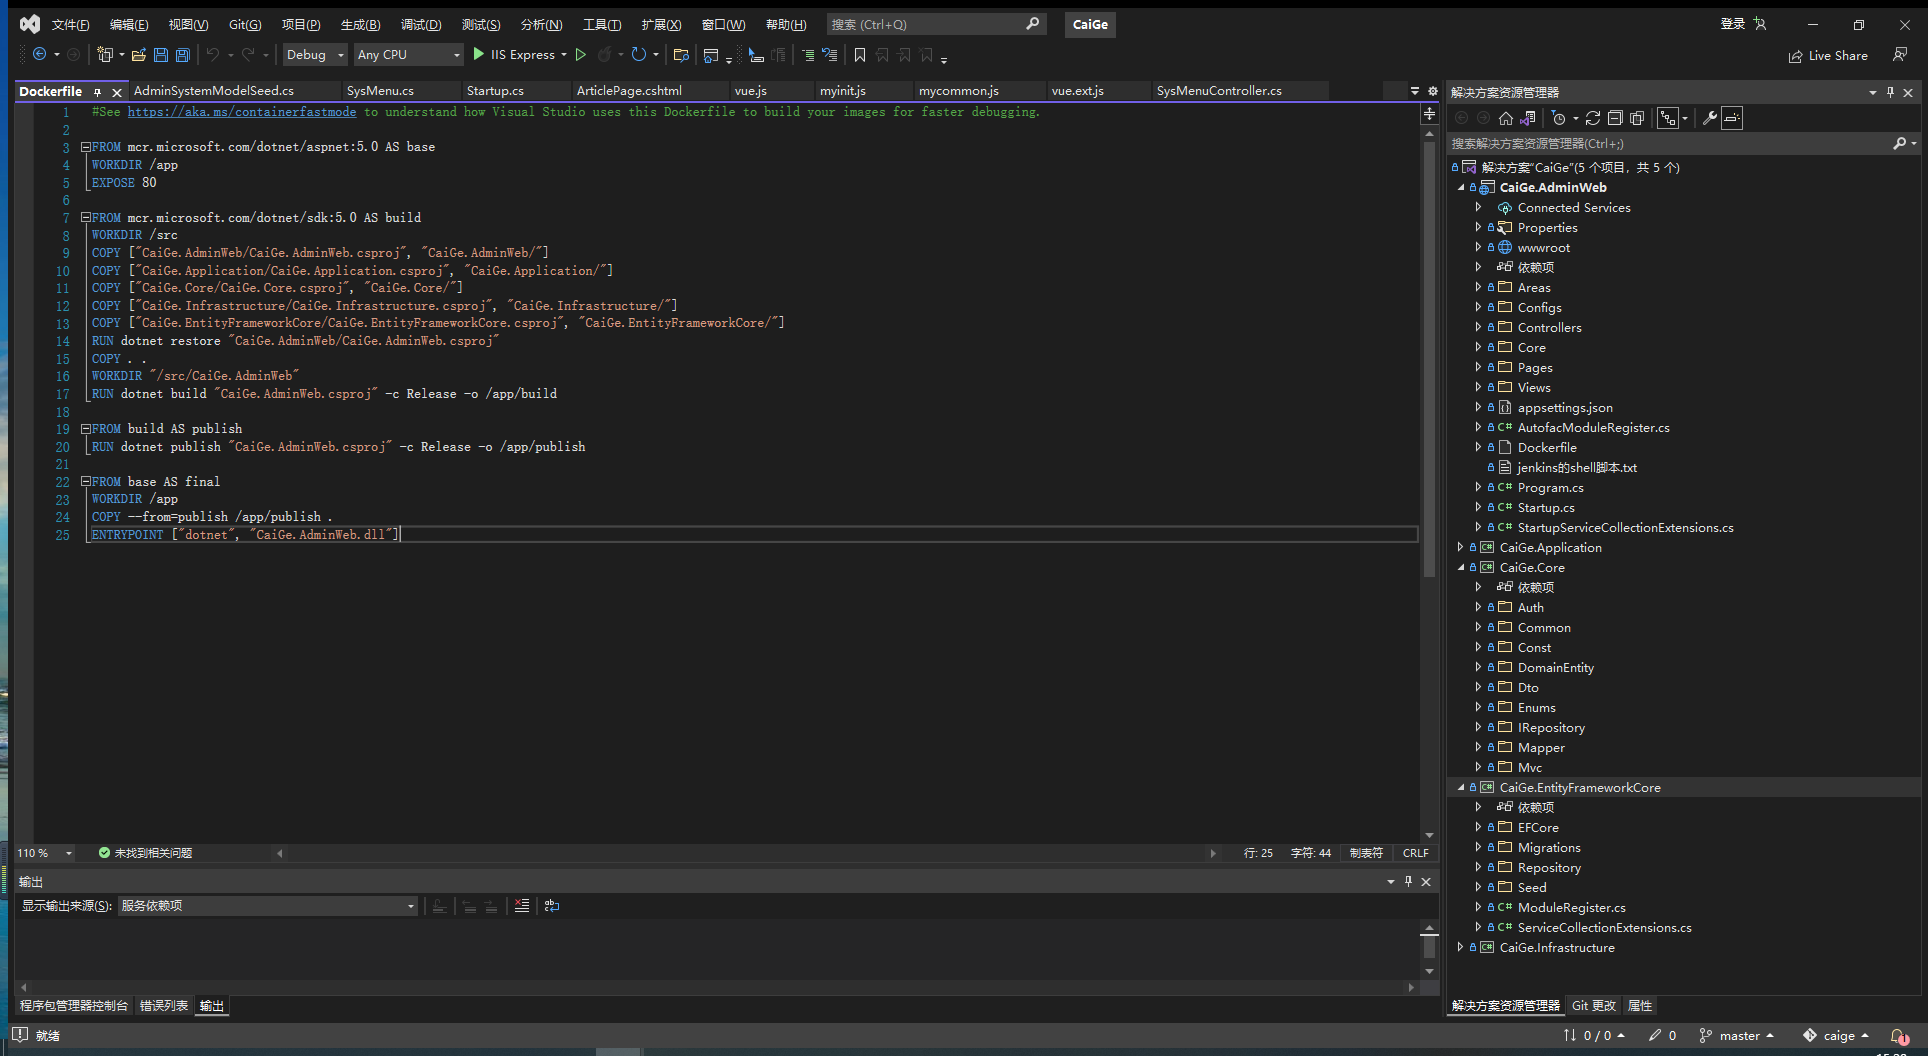 文件(F) 编辑(E) 视图(V) Git(G) 项目(P) 生成(B) 调试(D) 测试(S) 分析(N) 工具(T) 扩展(X) 窗口(W) 帮助(H) 搜索 (Ctrl+Q) CaiGe 登录
Debug Any CPU IIS Express Live Share
Dockerfile AdminSystemModelSeed.cs SysMenu.cs Startup.cs ArticlePage.cshtml vue.js myinit.js mycommon.js vue.ext.js SysMenuController.cs
1 #See https://aka.ms/containerfastmode to understand how Visual Studio uses this Dockerfile to build your images for faster debugging.
2
3 FROM mcr.microsoft.com/dotnet/aspnet:5.0 AS base
4 WORKDIR /app
5 EXPOSE 80
6
7 FROM mcr.microsoft.com/dotnet/sdk:5.0 AS build
8 WORKDIR /src
9 COPY ["CaiGe.AdminWeb/CaiGe.AdminWeb.csproj", "CaiGe.AdminWeb/"]
10 COPY ["CaiGe.Application/CaiGe.Application.csproj", "CaiGe.Application/"]
11 COPY ["CaiGe.Core/CaiGe.Core.csproj", "CaiGe.Core/"]
12 COPY ["CaiGe.Infrastructure/CaiGe.Infrastructure.csproj", "CaiGe.Infrastructure/"]
13 COPY ["CaiGe.EntityFrameworkCore/CaiGe.EntityFrameworkCore.csproj", "CaiGe.EntityFrameworkCore/"]
14 RUN dotnet restore "CaiGe.AdminWeb/CaiGe.AdminWeb.csproj"
15 COPY . .
16 WORKDIR "/src/CaiGe.AdminWeb"
17 RUN dotnet build "CaiGe.AdminWeb.csproj" -c Release -o /app/build
18
19 FROM build AS publish
20 RUN dotnet publish "CaiGe.AdminWeb.csproj" -c Release -o /app/publish
21
22 FROM base AS final
23 WORKDIR /app
24 COPY --from=publish /app/publish .
25 ENTRYPOINT ["dotnet", "CaiGe.AdminWeb.dll"]
110 % 未找到相关问题 行: 25 字符: 44 制表符 CRLF
输出
显示输出来源(S): 服务依赖项
程序包管理器控制台 错误列表 输出
解决方案资源管理器
搜索解决方案资源管理器(Ctrl+;)
解决方案"CaiGe"(5 个项目，共 5 个)
CaiGe.AdminWeb
Connected Services
Properties
wwwroot
依赖项
Areas
Configs
Controllers
Core
Pages
Views
appsettings.json
C# AutofacModuleRegister.cs
Dockerfile
jenkins的shell脚本.txt
C# Program.cs
C# Startup.cs
C# StartupServiceCollectionExtensions.cs
C# CaiGe.Application
C# CaiGe.Core
依赖项
Auth
Common
Const
DomainEntity
Dto
Enums
IRepository
Mapper
Mvc
C# CaiGe.EntityFrameworkCore
依赖项
EFCore
Migrations
Repository
Seed
C# ModuleRegister.cs
C# ServiceCollectionExtensions.cs
C# CaiGe.Infrastructure
解决方案资源管理器 Git 更改 属性
就绪 0 / 0 0 master caige 1